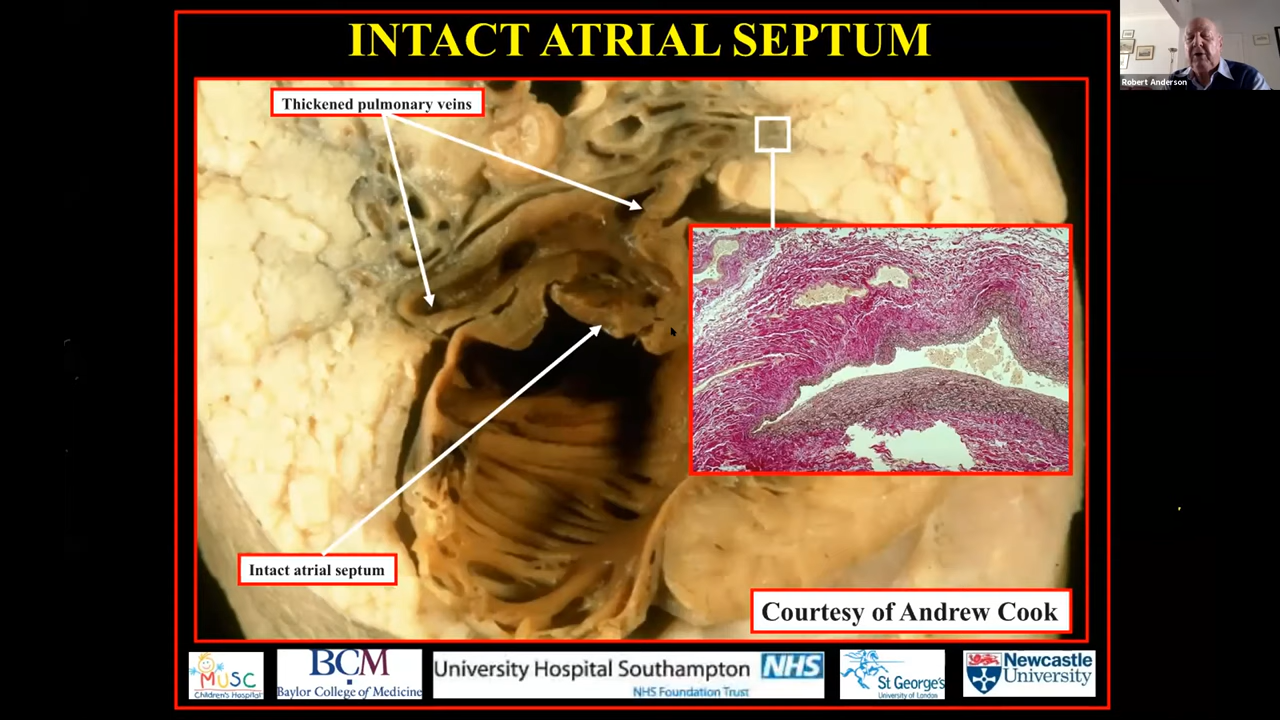 INTACT ATRIAL SEPTUM
Robert Anderson
Thickened pulmonary veins
Intact atrial septum
Courtesy of Andrew Cook
MUSC
Children's Hospital
BCM
Baylor College of Medicine
University Hospital Southampton NHS
NHS Foundation Trust
St George's
University of London
Newcastle
University